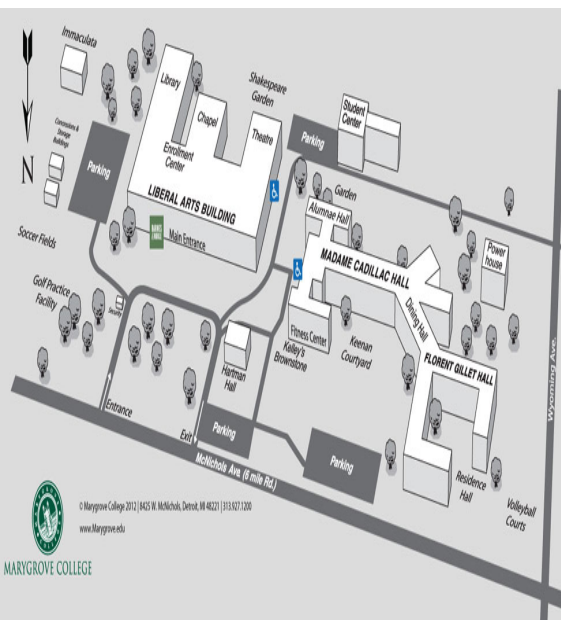 Immaculata
Library
Chapel
Theatre
Enrollment
Center
LIBERAL ARTS BUILDING
Main Entrance
Shakespeare
Garden
Parking
Student
Center
Concessions &
Storage
Buildings
Parking
N
Soccer Fields
Golf Practice
Facility
Security
Garden
Alumnae Hall
MADAME CADILLAC HALL
Power
house
Dining Hall
Fitness Center
Kelley's
Brownstone
Keenan
Courtyard
FLORENT GILLET HALL
Hartman
Hall
Entrance
Exit
Parking
Parking
McNichols Ave. (6 mile Rd.)
Wyoming Ave.
Residence
Hall
Volleyball
Courts
© Marygrove College 2012 | 8425 W. McNichols, Detroit, MI 48221 | 313.927.1200
www.Marygrove.edu
MARYGROVE COLLEGE